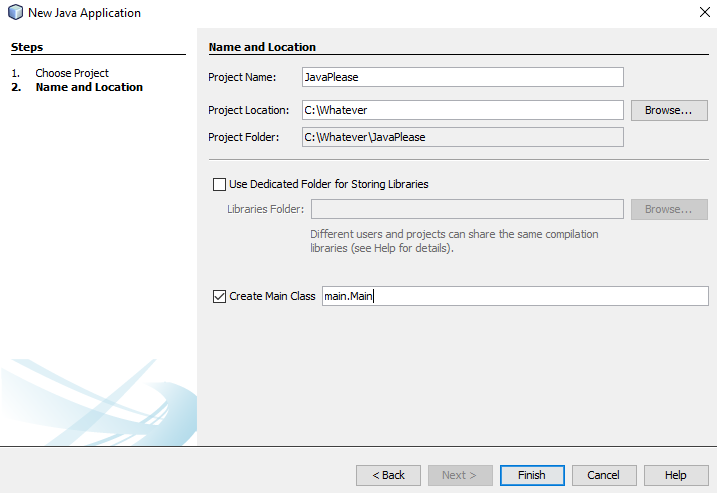 New Java Application
Steps
1. Choose Project
2. Name and Location
Name and Location
Project Name: JavaPlease
Project Location: C:\Whatever Browse...
Project Folder: C:\Whatever\JavaPlease
Use Dedicated Folder for Storing Libraries
Libraries Folder: Browse...
Different users and projects can share the same compilation
libraries (see Help for details).
Create Main Class main.Main
< Back Next > Finish Cancel Help